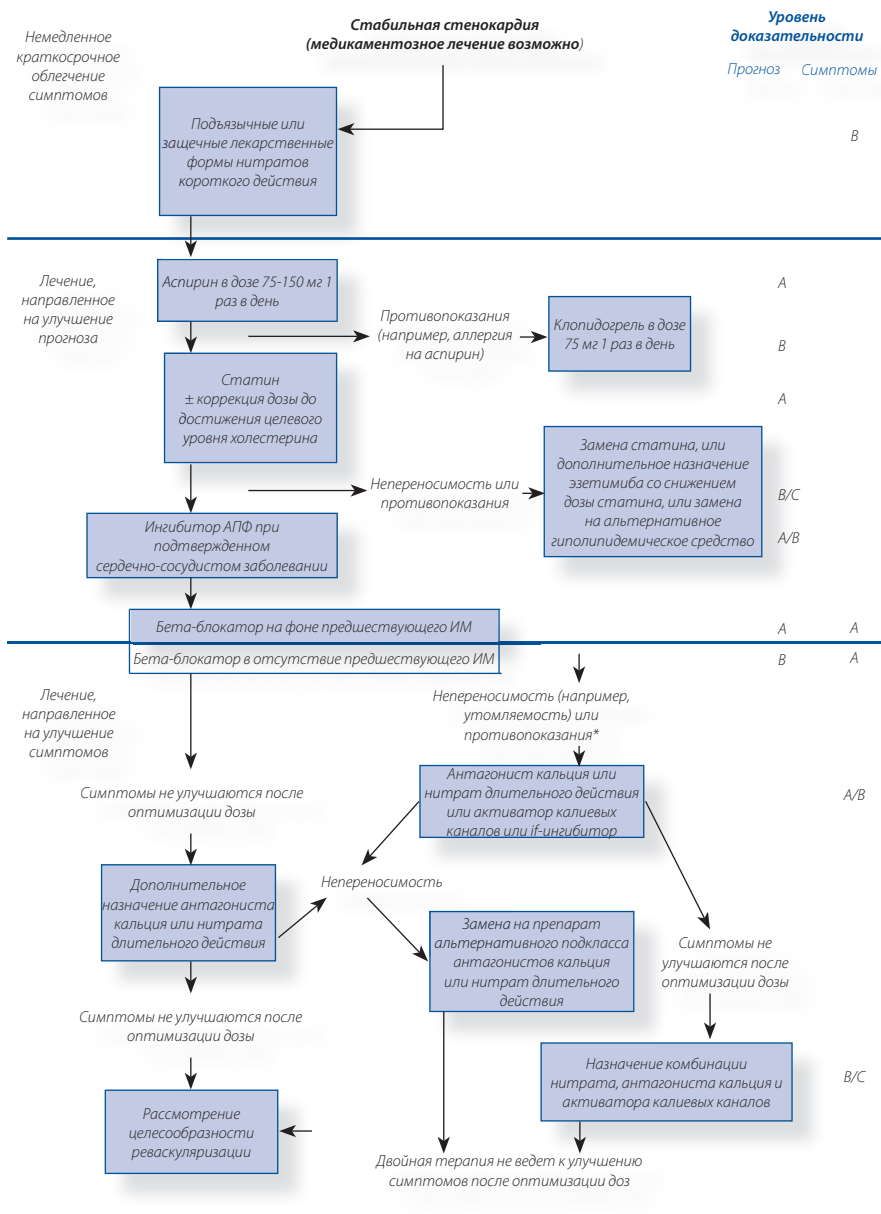 Немедленное
краткосрочное
облегчение
симптомов
Стабильная стенокардия
(медикаментозное лечение возможно)
Уровень
доказательности
Прогноз Симптомы
Подъязычные или
защечные лекарственные
формы нитратов
короткого действия
B
Лечение,
направленное
на улучшение
прогноза
Аспирин в дозе 75-150 мг 1
раз в день
A
Противопоказания
(например, аллергия
на аспирин)
Клопидогрель в дозе
75 мг 1 раз в день
B
Статин
± коррекция дозы до
достижения целевого
уровня холестерина
A
Непереносимость или
противопоказания
Замена статина, или
дополнительное назначение
эзетимиба со снижением
дозы статина, или замена
на альтернативное
гиполипидемическое средство
B/C
A/B
Ингибитор АПФ при
подтвержденном
сердечно-сосудистом заболевании
Бета-блокатор на фоне предшествующего ИМ
A A
Бета-блокатор в отсутствие предшествующего ИМ
B A
Лечение,
направленное
на улучшение
симптомов
Непереносимость (например,
утомляемость) или
противопоказания*
Симптомы не улучшаются после
оптимизации дозы
Антагонист кальция или
нитрат длительного действия
или активатор калиевых
каналов или if-ингибитор
A/B
Дополнительное
назначение антагониста
кальция или нитрата
длительного действия
Непереносимость
Замена на препарат
альтернативного подкласса
антагонистов кальция
или нитрат длительного
действия
Симптомы не
улучшаются после
оптимизации дозы
Симптомы не улучшаются после
оптимизации дозы
Назначение комбинации
нитрата, антагониста кальция и
активатора калиевых каналов
B/C
Рассмотрение
целесообразности
реваскуляризации
Двойная терапия не ведет к улучшению
симптомов после оптимизации доз